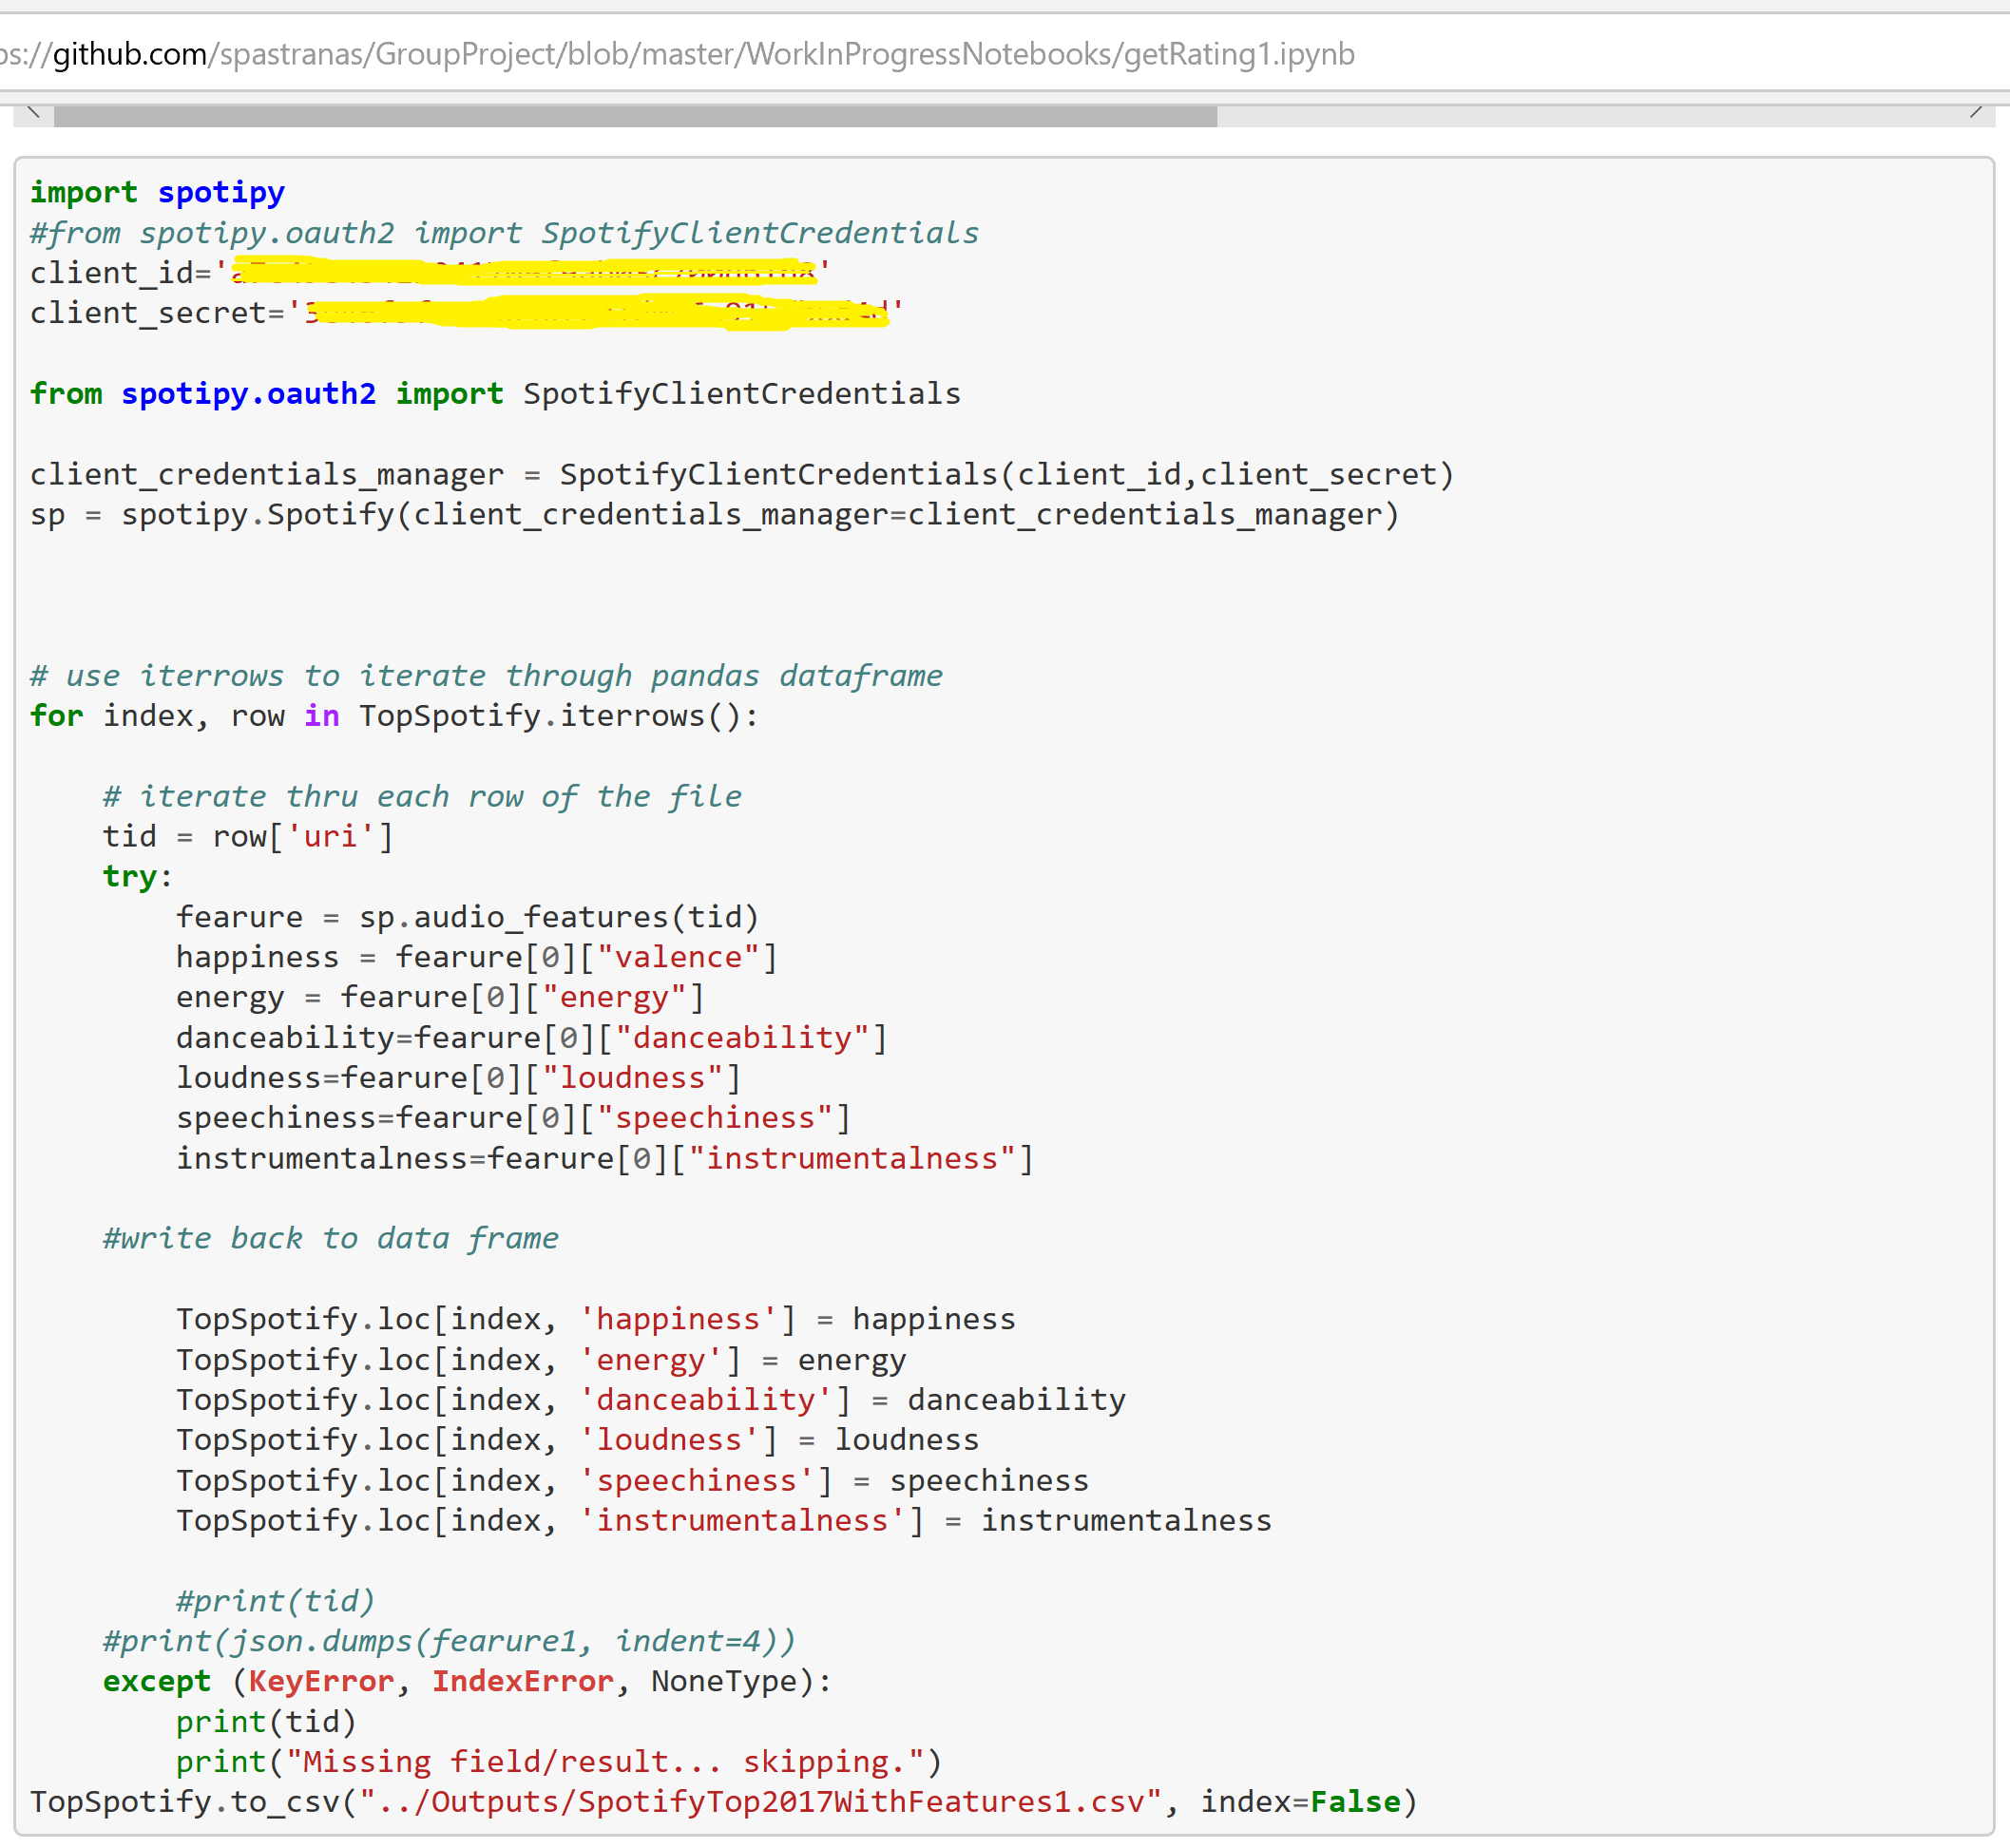 ps://github.com/spastranas/GroupProject/blob/master/WorkInProgressNotebooks/getRating1.ipynb
import spotipy
#from spotipy.oauth2 import SpotifyClientCredentials
client_id=' '
client_secret=' '
from spotipy.oauth2 import SpotifyClientCredentials
client_credentials_manager = SpotifyClientCredentials(client_id,client_secret)
sp = spotipy.Spotify(client_credentials_manager=client_credentials_manager)
# use iterrows to iterate through pandas dataframe
for index, row in TopSpotify.iterrows():
    # iterate thru each row of the file
    tid = row['uri']
    try:
        fearure = sp.audio_features(tid)
        happiness = fearure[0]["valence"]
        energy = fearure[0]["energy"]
        danceability=fearure[0]["danceability"]
        loudness=fearure[0]["loudness"]
        speechiness=fearure[0]["speechiness"]
        instrumentalness=fearure[0]["instrumentalness"]
    #write back to data frame
        TopSpotify.loc[index, 'happiness'] = happiness
        TopSpotify.loc[index, 'energy'] = energy
        TopSpotify.loc[index, 'danceability'] = danceability
        TopSpotify.loc[index, 'loudness'] = loudness
        TopSpotify.loc[index, 'speechiness'] = speechiness
        TopSpotify.loc[index, 'instrumentalness'] = instrumentalness
        #print(tid)
    #print(json.dumps(fearure1, indent=4))
    except (KeyError, IndexError, NoneType):
        print(tid)
        print("Missing field/result... skipping.")
TopSpotify.to_csv("../Outputs/SpotifyTop2017WithFeatures1.csv", index=False)